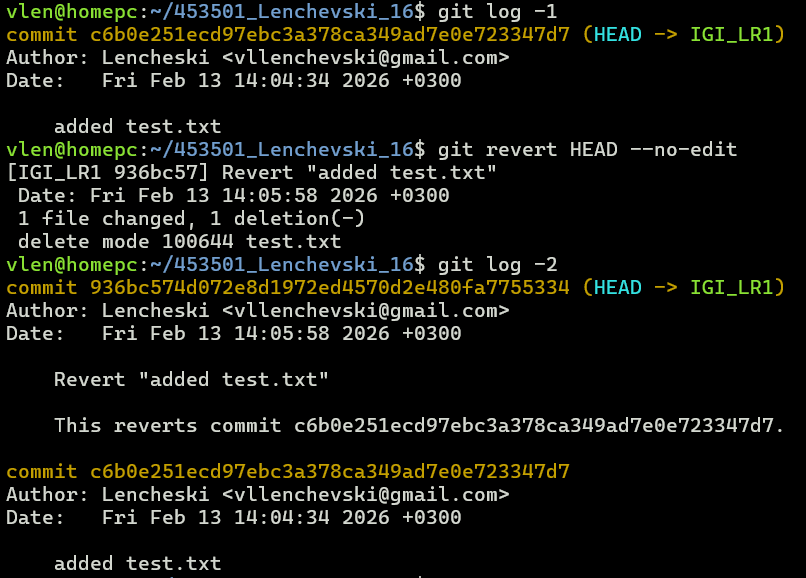 vlen@homepc:~/453501_Lenchevski_16$ git log -1
commit c6b0e251ecd97ebc3a378ca349ad7e0e723347d7 (HEAD -> IGI_LR1)
Author: Lencheski <vllenchevski@gmail.com>
Date:   Fri Feb 13 14:04:34 2026 +0300

    added test.txt
vlen@homepc:~/453501_Lenchevski_16$ git revert HEAD --no-edit
[IGI_LR1 936bc57] Revert "added test.txt"
 Date: Fri Feb 13 14:05:58 2026 +0300
 1 file changed, 1 deletion(-)
 delete mode 100644 test.txt
vlen@homepc:~/453501_Lenchevski_16$ git log -2
commit 936bc574d072e8d1972ed4570d2e480fa7755334 (HEAD -> IGI_LR1)
Author: Lencheski <vllenchevski@gmail.com>
Date:   Fri Feb 13 14:05:58 2026 +0300

    Revert "added test.txt"

    This reverts commit c6b0e251ecd97ebc3a378ca349ad7e0e723347d7.

commit c6b0e251ecd97ebc3a378ca349ad7e0e723347d7
Author: Lencheski <vllenchevski@gmail.com>
Date:   Fri Feb 13 14:04:34 2026 +0300

    added test.txt